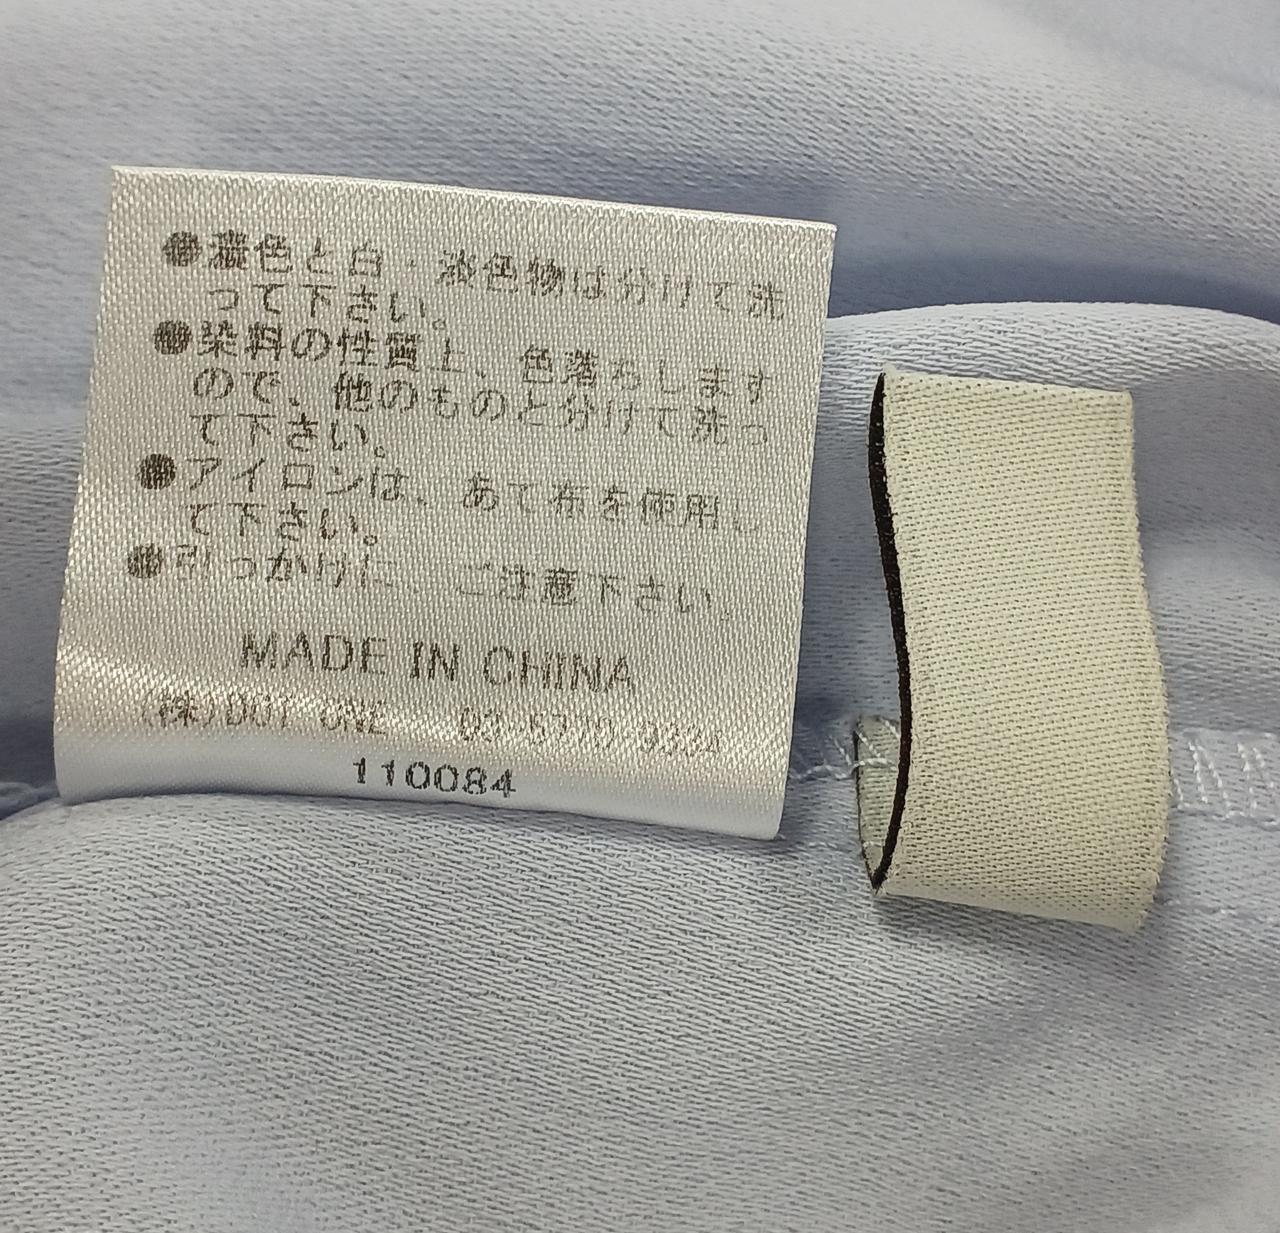 ●濃色と白・淡色物は分けて洗
って下さい。
●染料の性質上、色落ちします
ので、他のものと分けて洗っ
て下さい。
●アイロンは、あて布を使用し
て下さい。
●引っかけに、ご注意下さい。
MADE IN CHINA
(株)DOT ONE
110084